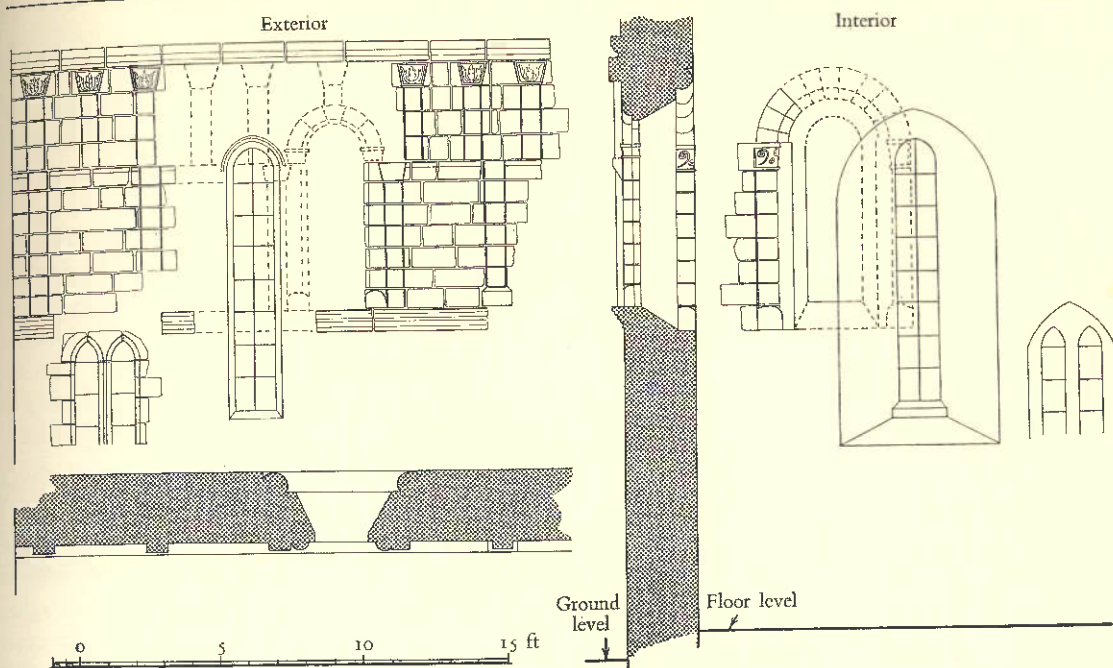 Exterior
Interior
Ground
level
Floor level
0 5 10 15 ft